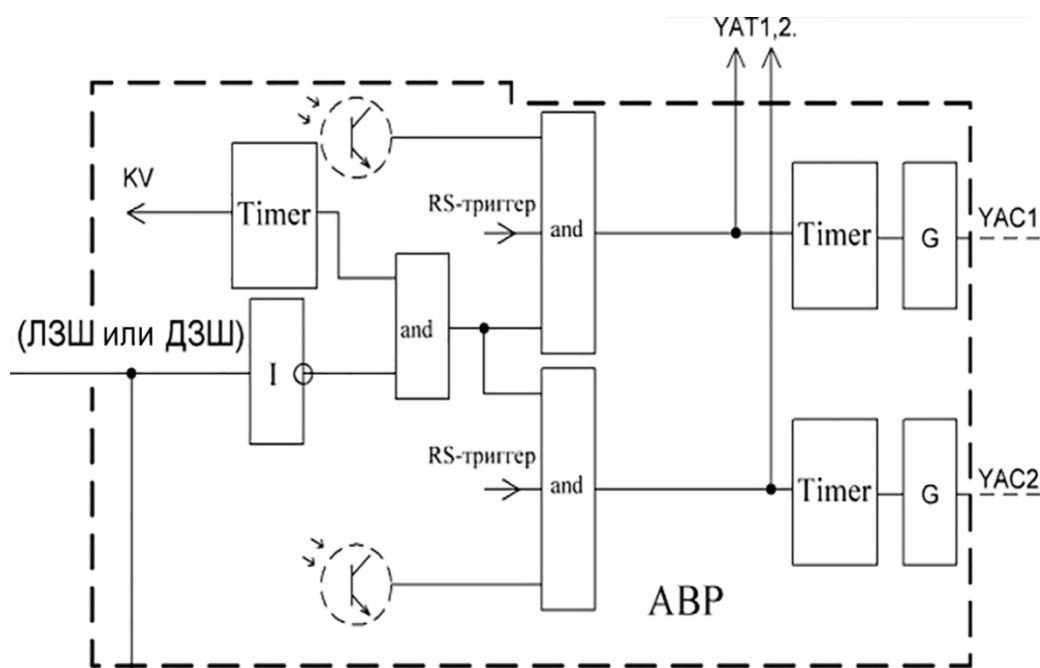 YAT1,2.
KV
Timer
RS-триггер
and
Timer
G
YAC1
(ЛЗШ или ДЗШ)
and
I
RS-триггер
and
Timer
G
YAC2
АВР